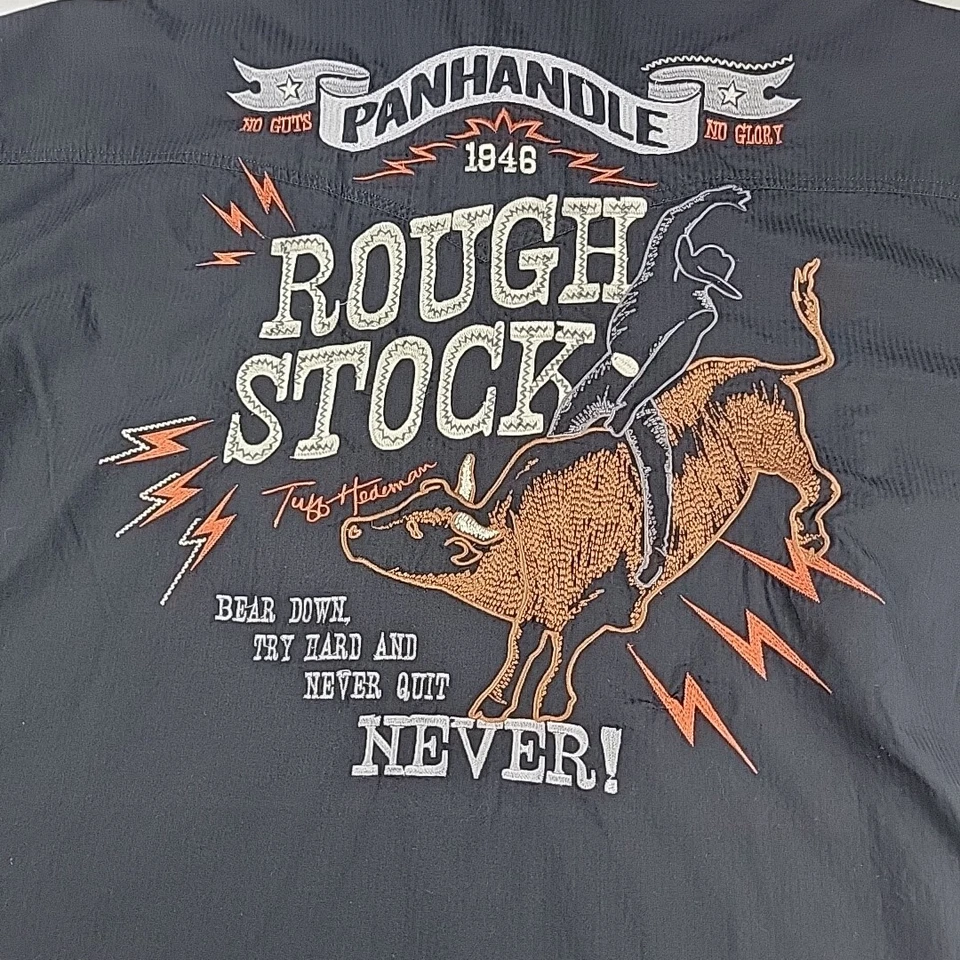 PANHANDLE
NO GUTS
NO GLORY
1946
ROUGH
STOCK
Tuff Hedeman
BEAR DOWN,
TRY HARD AND
NEVER QUIT
NEVER!